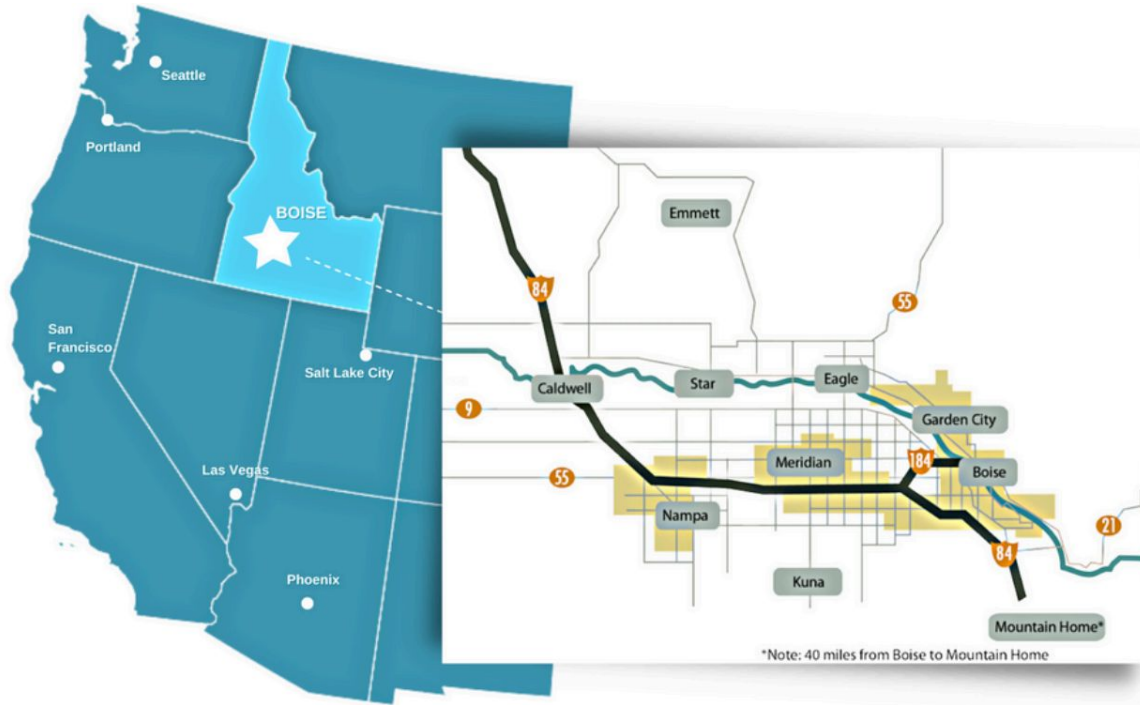 Seattle
Portland
BOISE
San
Francisco
Salt Lake City
Las Vegas
Phoenix
Emmett
84
55
Caldwell
Star
Eagle
9
Garden City
55
Meridian
184
Boise
Nampa
21
84
Kuna
Mountain Home*
*Note: 40 miles from Boise to Mountain Home